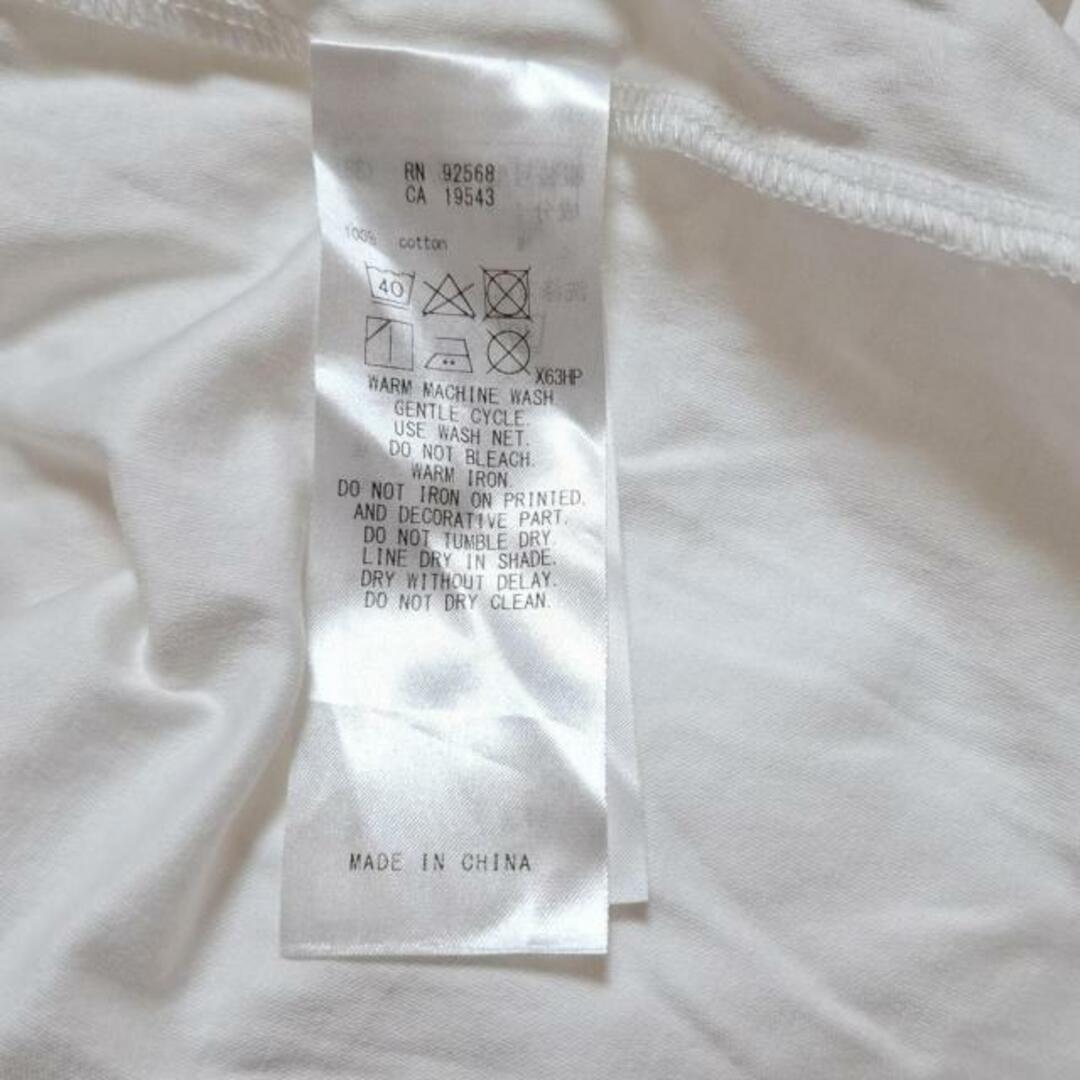 RN 92568
CA 19543
100% cotton
40
X63HP
WARM MACHINE WASH
GENTLE CYCLE.
USE WASH NET.
DO NOT BLEACH.
WARM IRON.
DO NOT IRON ON PRINTED.
AND DECORATIVE PART.
DO NOT TUMBLE DRY.
LINE DRY IN SHADE.
DRY WITHOUT DELAY.
DO NOT DRY CLEAN.
MADE IN CHINA